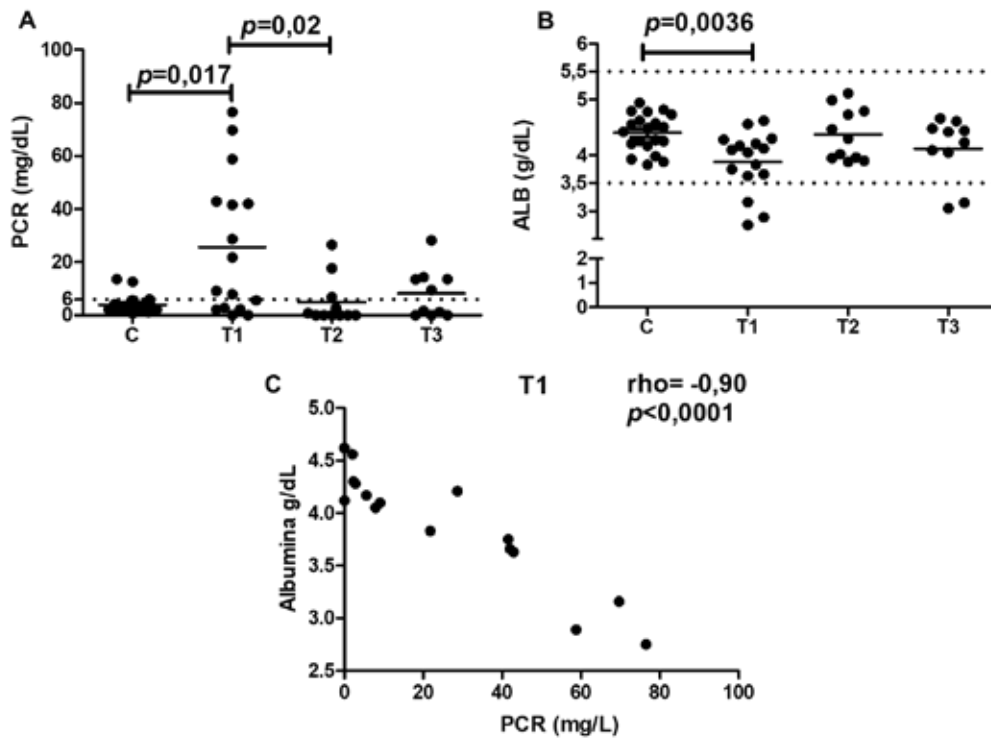 A
p=0,02
p=0,017
PCR (mg/dL)
100
80
60
40
20
6
0
C T1 T2 T3
B
p=0,0036
ALB (g/dL)
6
5,5
5
4
3,5
3
2
2
0
C T1 T2 T3
C
T1
rho= -0,90
p<0,0001
Albumina g/dL
5.0
4.5
4.0
3.5
3.0
2.5
0 20 40 60 80 100
PCR (mg/L)